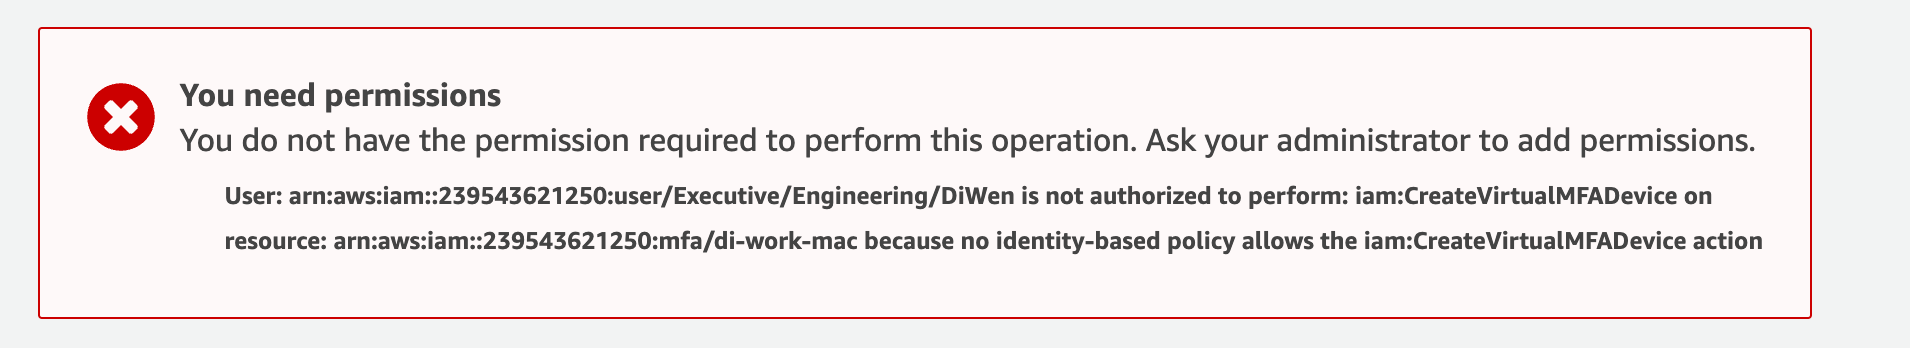 You need permissions
You do not have the permission required to perform this operation. Ask your administrator to add permissions.
User: arn:aws:iam::239543621250:user/Executive/Engineering/DiWen is not authorized to perform: iam:CreateVirtualMFADevice on
resource: arn:aws:iam::239543621250:mfa/di-work-mac because no identity-based policy allows the iam:CreateVirtualMFADevice action